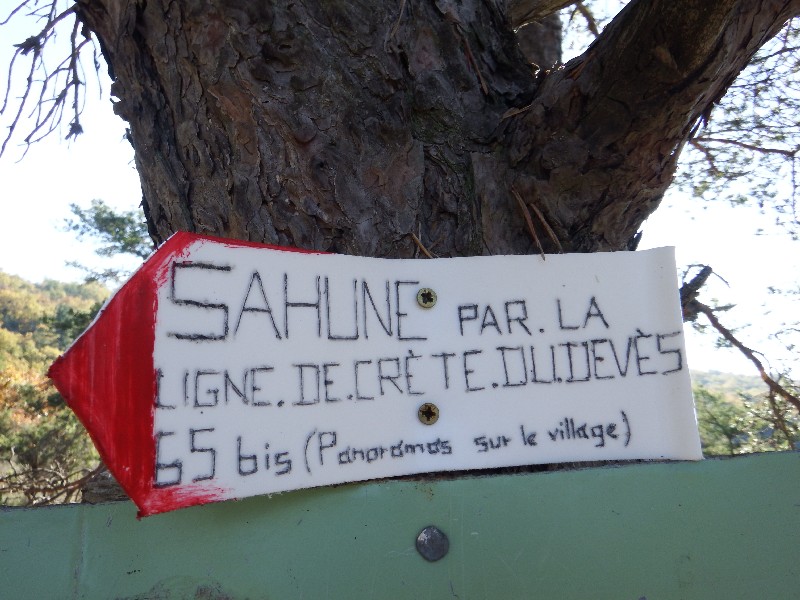 SAHUNE PAR. LA
LIGNE.DE.CRÈTE.DU.DEVÈS
65 bis (Panoramas sur le village)